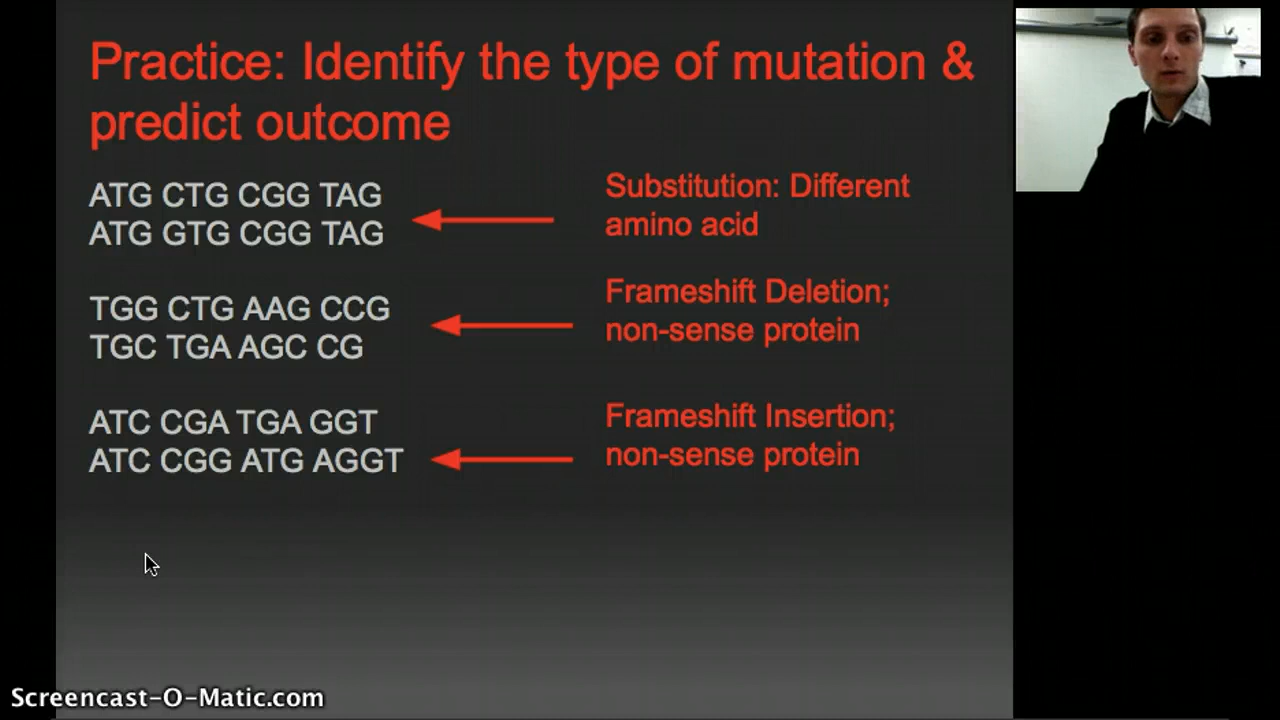 Practice: Identify the type of mutation &
predict outcome
ATG CTG CGG TAG
ATG GTG CGG TAG
Substitution: Different
amino acid
TGG CTG AAG CCG
TGC TGA AGC CG
Frameshift Deletion;
non-sense protein
ATC CGA TGA GGT
ATC CGG ATG AGGT
Frameshift Insertion;
non-sense protein
Screencast-O-Matic.com